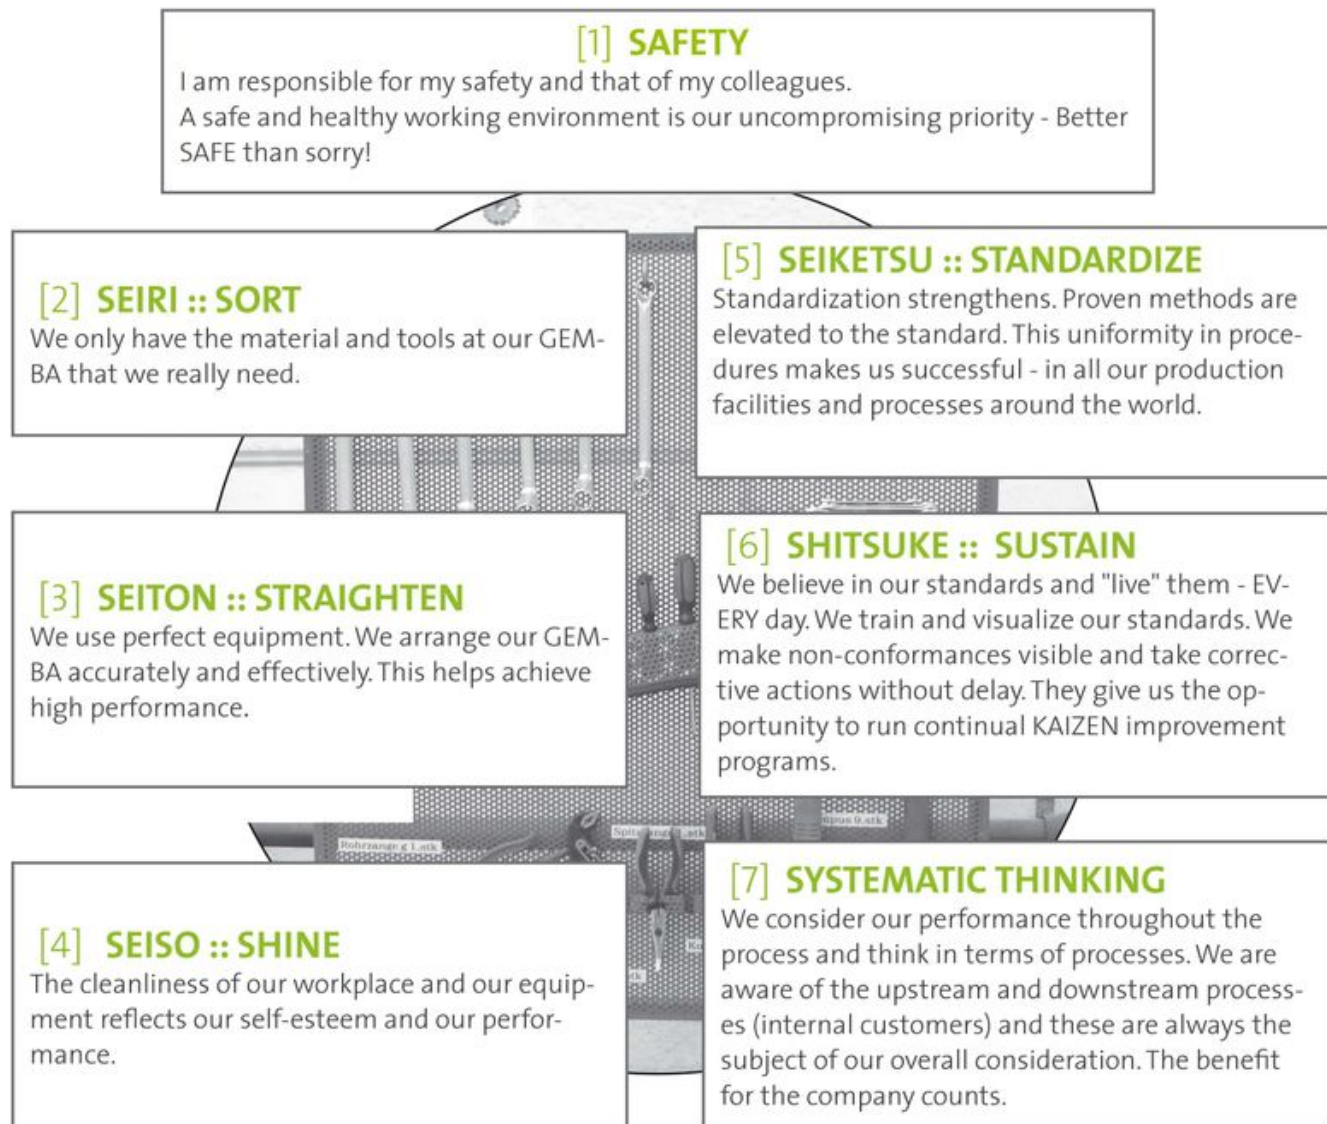 [1] SAFETY
I am responsible for my safety and that of my colleagues.
A safe and healthy working environment is our uncompromising priority - Better
SAFE than sorry!
[2] SEIRI :: SORT
We only have the material and tools at our GEM-
BA that we really need.
[3] SEITON :: STRAIGHTEN
We use perfect equipment. We arrange our GEM-
BA accurately and effectively. This helps achieve
high performance.
[4] SEISO :: SHINE
The cleanliness of our workplace and our equip-
ment reflects our self-esteem and our perfor-
mance.
[5] SEIKETSU :: STANDARDIZE
Standardization strengthens. Proven methods are
elevated to the standard. This uniformity in proce-
dures makes us successful - in all our production
facilities and processes around the world.
[6] SHITSUKE :: SUSTAIN
We believe in our standards and "live" them - EV-
ERY day. We train and visualize our standards. We
make non-conformances visible and take correc-
tive actions without delay. They give us the op-
portunity to run continual KAIZEN improvement
programs.
[7] SYSTEMATIC THINKING
We consider our performance throughout the
process and think in terms of processes. We are
aware of the upstream and downstream process-
es (internal customers) and these are always the
subject of our overall consideration. The benefit
for the company counts.
Rohrzange g 1.stk